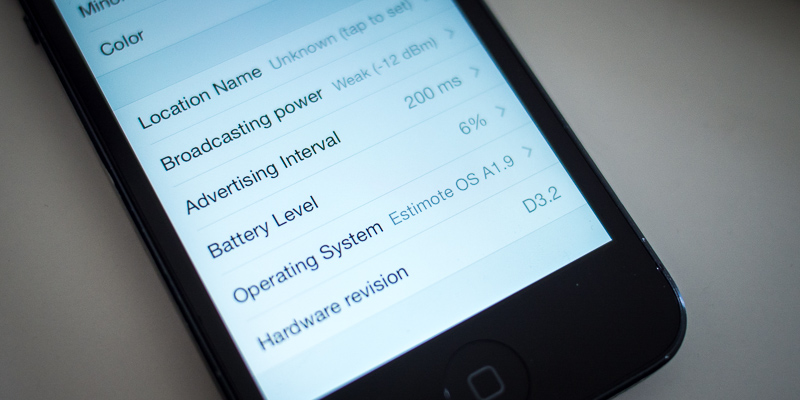 Color
Location Name Unknown (tap to set)
Broadcasting power Weak (-12 dBm)
Advertising Interval 200 ms
Battery Level 6%
Operating System Estimote OS A1.9
Hardware revision D3.2